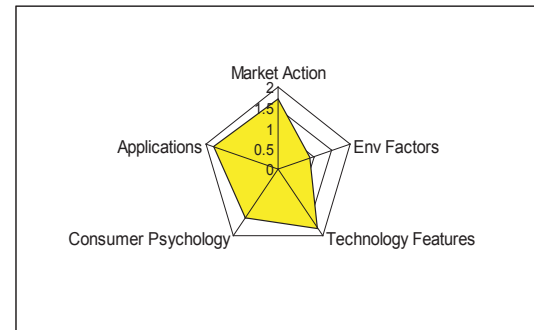 Market Action
2
1.5
1
0.5
0
Applications
Env Factors
Consumer Psychology
Technology Features